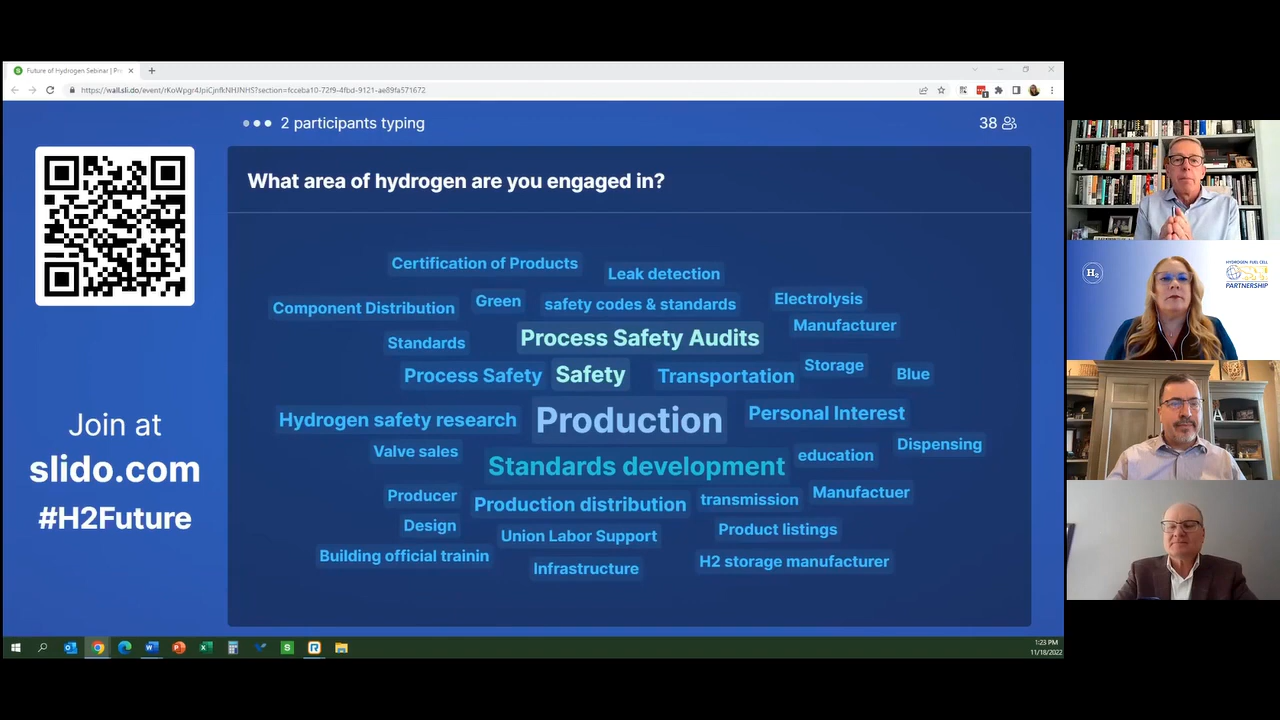 Future of Hydrogen Sebinar | Pr
https://wall.sli.do/event/rKoWpgr4JpiCjnfkNHJNHS?section=fcceba10-72f9-4fbd-9121-ae89fa571672
2 participants typing
38
What area of hydrogen are you engaged in?
Certification of Products
Leak detection
Component Distribution
Green
safety codes & standards
Electrolysis
Manufacturer
Standards
Process Safety Audits
Storage
Process Safety
Safety
Transportation
Blue
Hydrogen safety research
Production
Personal Interest
Valve sales
Dispensing
Standards development
education
Producer
Production distribution
transmission
Manufactuer
Design
Union Labor Support
Product listings
Building official trainin
Infrastructure
H2 storage manufacturer
Join at
slido.com
#H2Future
H2
HYDROGEN FUEL CELL
PARTNERSHIP
1:23 PM
11/18/2022